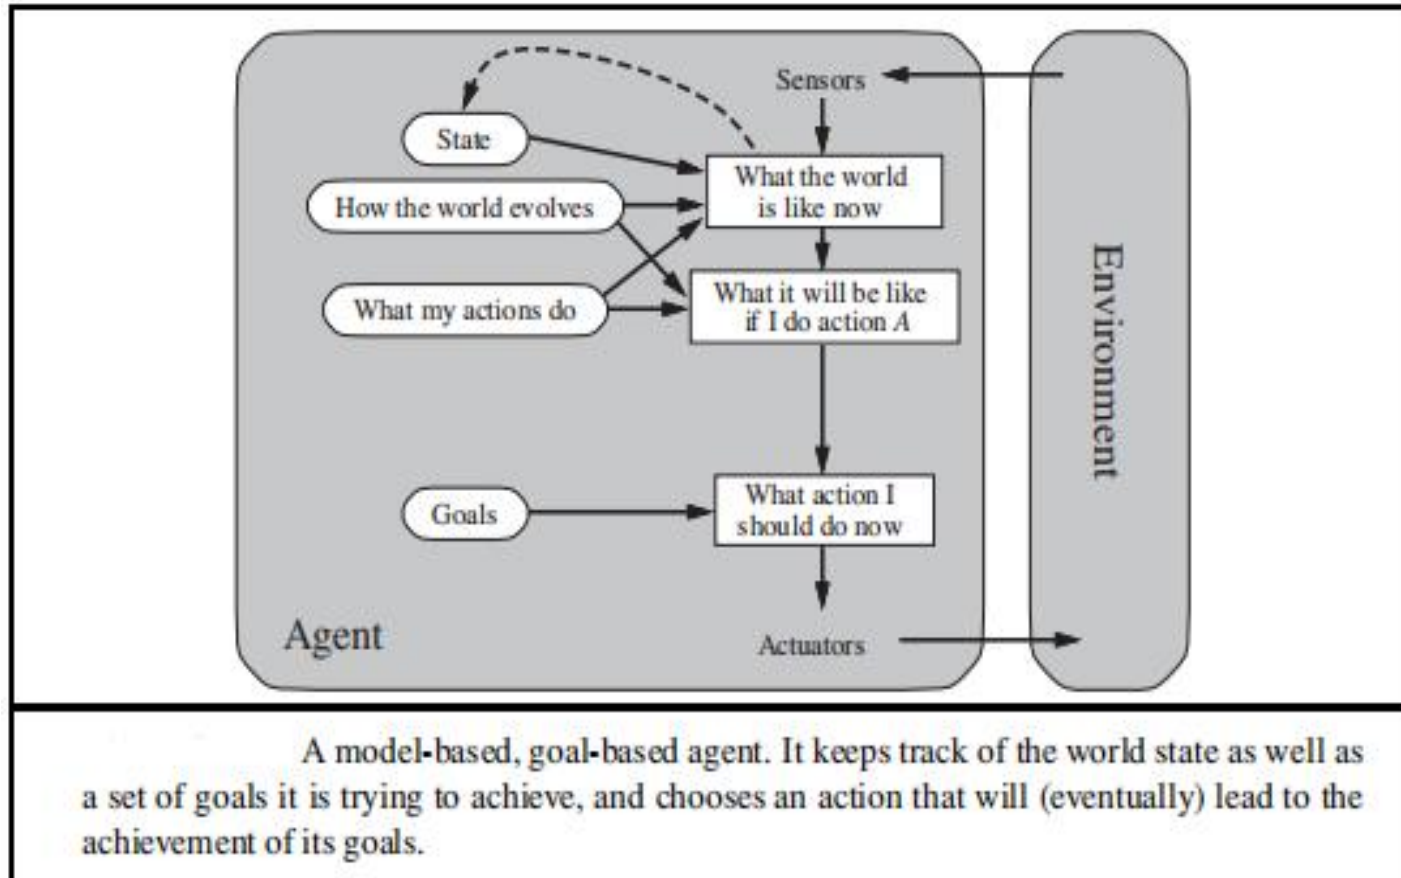 Sensors
State
What the world
is like now
How the world evolves
What it will be like
if I do action A
What my actions do
Environment
What action I
should do now
Goals
Agent
Actuators
A model-based, goal-based agent. It keeps track of the world state as well as
a set of goals it is trying to achieve, and chooses an action that will (eventually) lead to the
achievement of its goals.